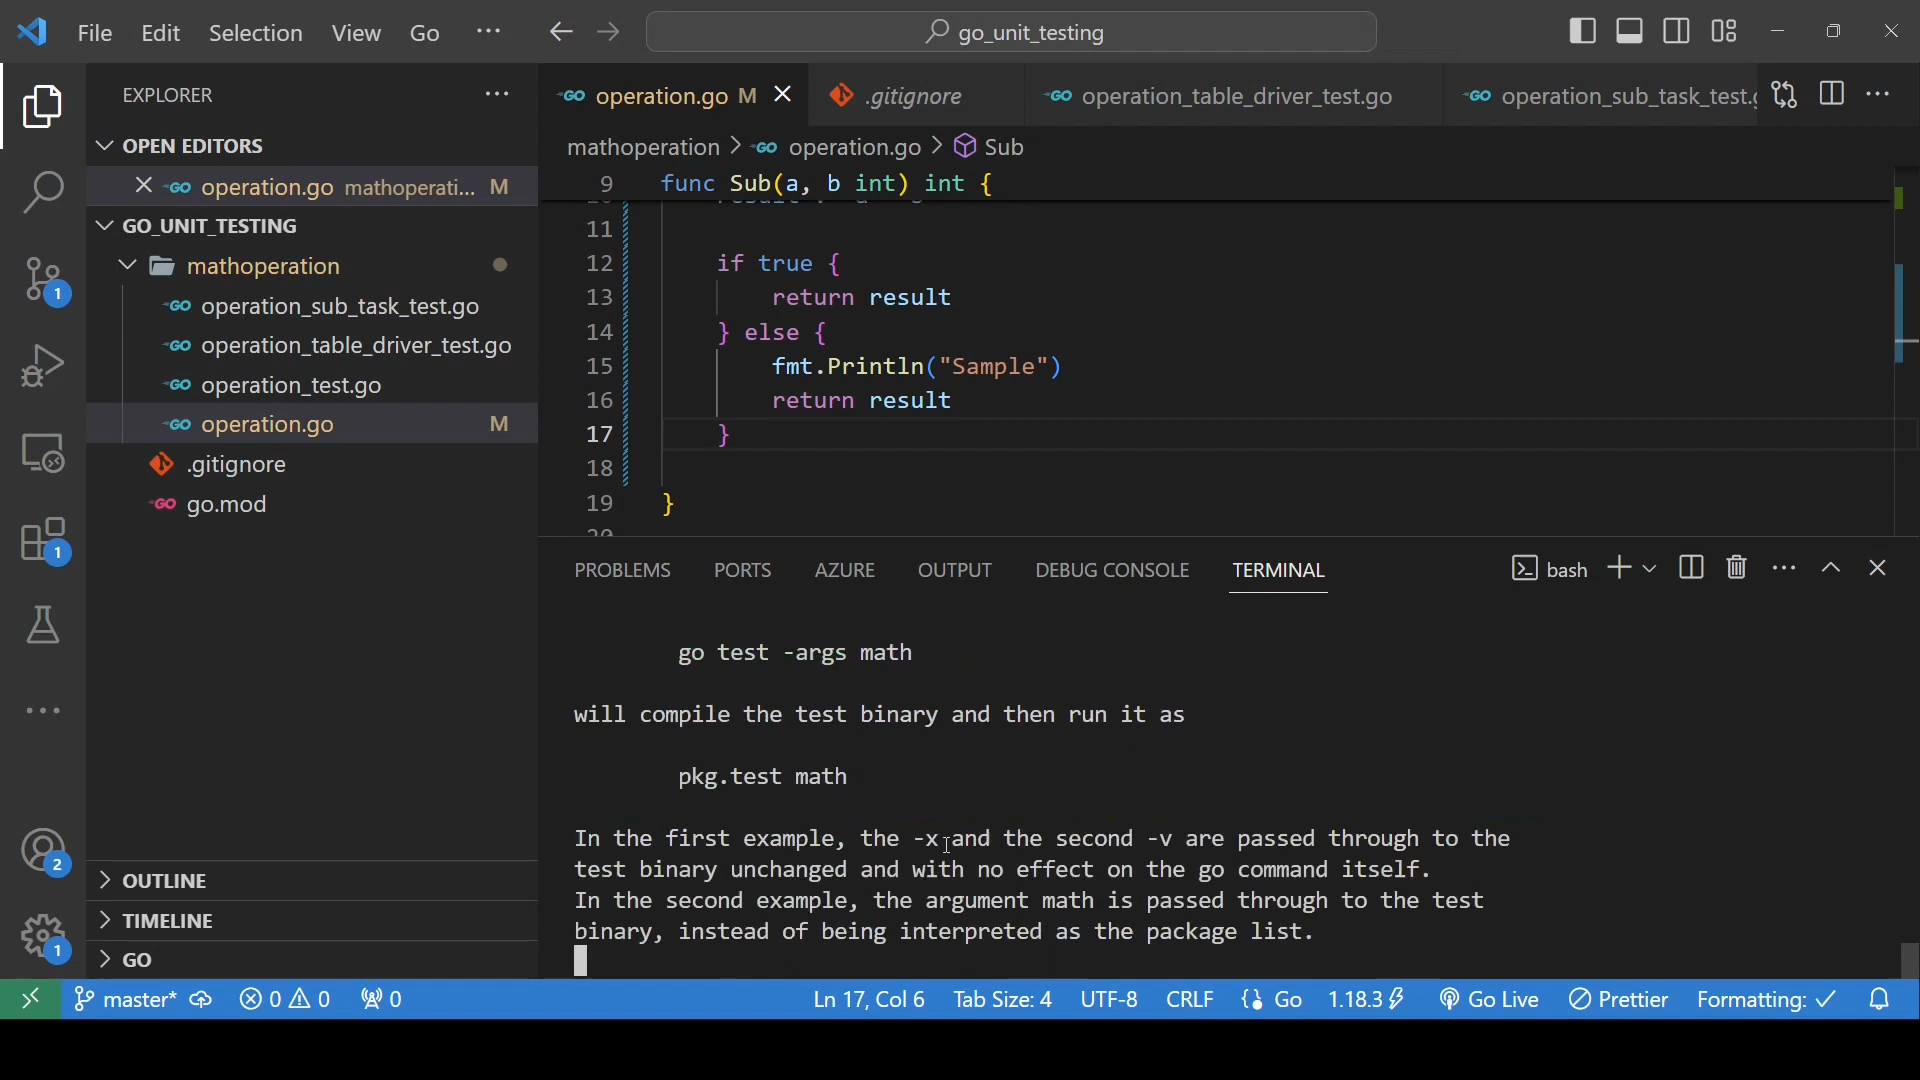 File Edit Selection View Go ··· go_unit_testing
EXPLORER ···
OPEN EDITORS
operation.go mathoperati... M
GO_UNIT_TESTING
mathoperation
operation_sub_task_test.go
operation_table_driver_test.go
operation_test.go
operation.go M
.gitignore
go.mod
OUTLINE
TIMELINE
GO
1
1
2
1
operation.go M .gitignore operation_table_driver_test.go operation_sub_task_test.g
mathoperation > operation.go > Sub
9 func Sub(a, b int) int {
11
12 if true {
13 return result
14 } else {
15 fmt.Println("Sample")
16 return result
17 }
18
19 }
PROBLEMS PORTS AZURE OUTPUT DEBUG CONSOLE TERMINAL bash
go test -args math
will compile the test binary and then run it as
pkg.test math
In the first example, the -x and the second -v are passed through to the
test binary unchanged and with no effect on the go command itself.
In the second example, the argument math is passed through to the test
binary, instead of being interpreted as the package list.
master* 0 0 0 Ln 17, Col 6 Tab Size: 4 UTF-8 CRLF Go 1.18.3 Go Live Prettier Formatting: ✓